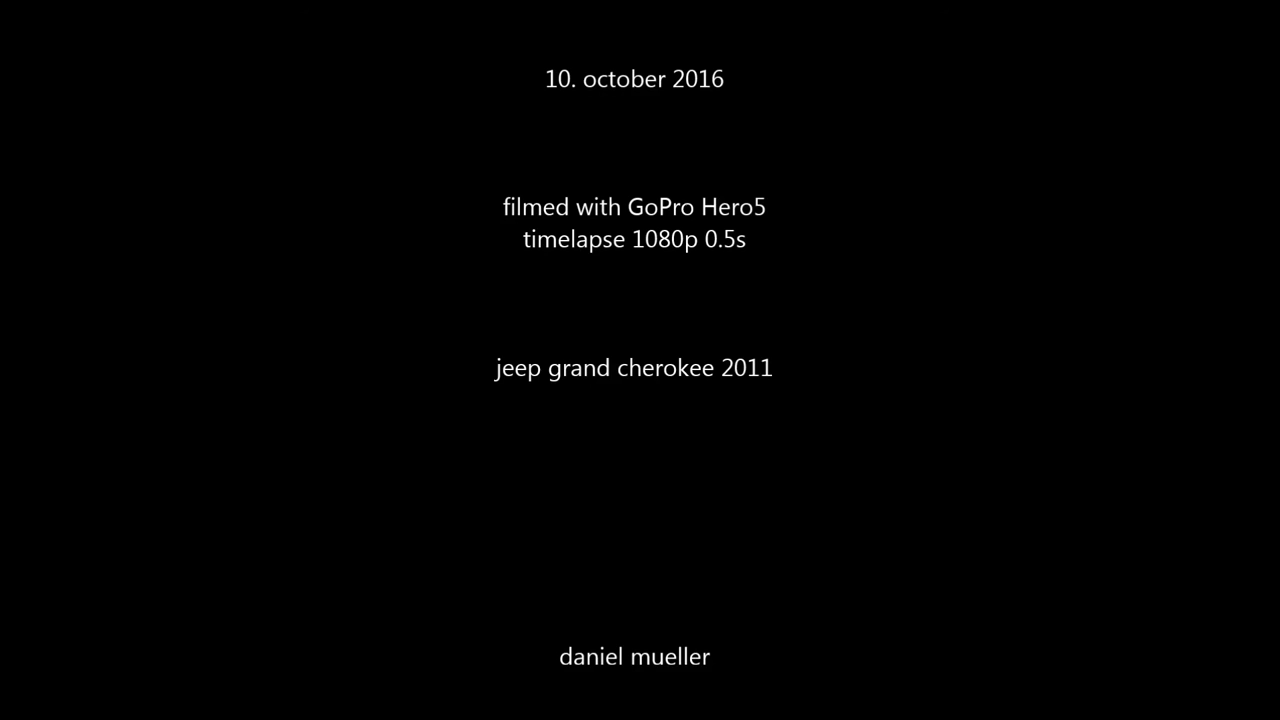 10. october 2016
filmed with GoPro Hero5
timelapse 1080p 0.5s
jeep grand cherokee 2011
daniel mueller